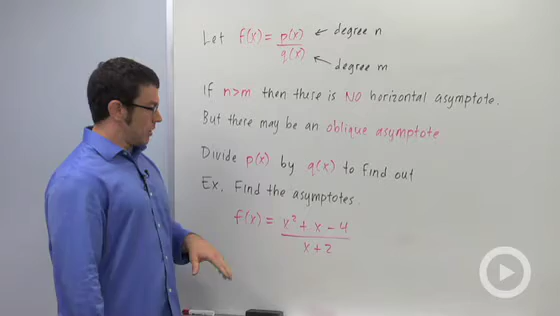 Let f(x) = p(x) ← degree n
q(x) ← degree m
If n>m then there is NO horizontal asymptote.
But there may be an oblique asymptote
Divide p(x) by q(x) to find out
Ex. Find the asymptotes.
f(x) = x² + x - 4
x + 2